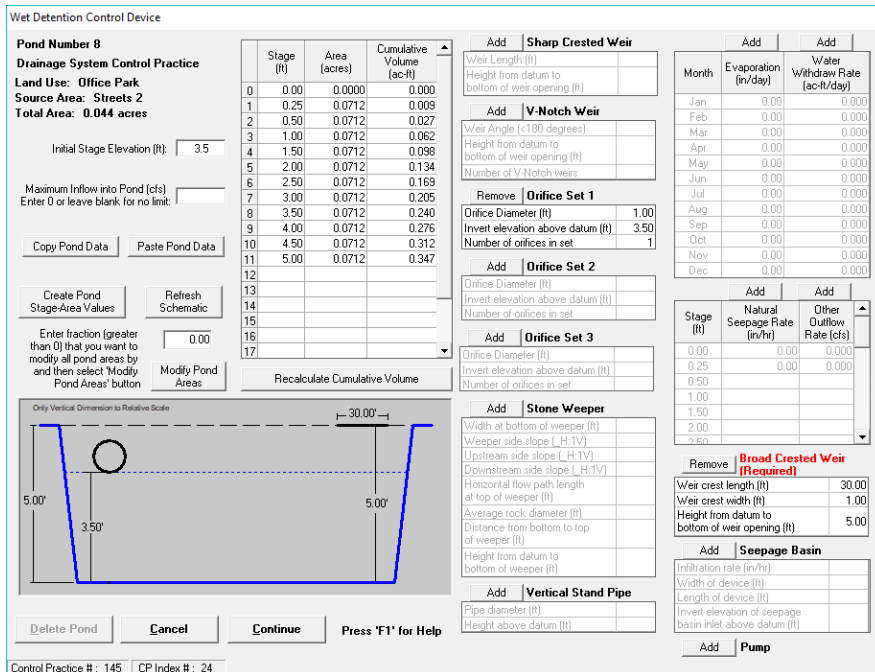 Wet Detention Control Device
Pond Number 8
Drainage System Control Practice
Land Use: Office Park
Source Area: Streets 2
Total Area: 0.044 acres
Initial Stage Elevation (ft): 3.5
Maximum Inflow into Pond (cfs)
Enter 0 or leave blank for no limit:
Copy Pond Data Paste Pond Data
Create Pond
Stage-Area Values
Refresh
Schematic
Enter fraction (greater
than 0) that you want to
modify all pond areas by
and then select 'Modify
Pond Areas' button
0.00
Modify Pond
Areas
Stage
(ft)
Area
(acres)
Cumulative
Volume
(ac-ft)
0 0.00 0.0000 0.000
1 0.25 0.0712 0.009
2 0.50 0.0712 0.027
3 1.00 0.0712 0.062
4 1.50 0.0712 0.098
5 2.00 0.0712 0.134
6 2.50 0.0712 0.169
7 3.00 0.0712 0.205
8 3.50 0.0712 0.240
9 4.00 0.0712 0.276
10 4.50 0.0712 0.312
11 5.00 0.0712 0.347
12
13
14
15
16
17
Recalculate Cumulative Volume
Only Vertical Dimension to Relative Scale
30.00'
5.00'
3.50'
5.00'
Delete Pond Cancel Continue Press 'F1' for Help
Control Practice # : 145 CP Index # : 24
Add Sharp Crested Weir
Weir Length (ft)
Height from datum to
bottom of weir opening (ft)
Add V-Notch Weir
Weir Angle (<180 degrees)
Height from datum to
bottom of weir opening (ft)
Number of V-Notch weirs
Remove Orifice Set 1
Orifice Diameter (ft) 1.00
Invert elevation above datum (ft) 3.50
Number of orifices in set 1
Add Orifice Set 2
Orifice Diameter (ft)
Invert elevation above datum (ft)
Number of orifices in set
Add Orifice Set 3
Orifice Diameter (ft)
Invert elevation above datum (ft)
Number of orifices in set
Add Stone Weeper
Width at bottom of weeper (ft)
Weeper side slope (_H:1V)
Upstream side slope (_H:1V)
Downstream side slope (_H:1V)
Horizontal flow path length
at top of weeper (ft)
Average rock diameter (ft)
Distance from bottom to top
of weeper (ft)
Height from datum to
bottom of weeper (ft)
Add Vertical Stand Pipe
Pipe diameter (ft)
Height above datum (ft)
Add Add
Month
Evaporation
(in/day)
Water
Withdraw Rate
(ac-ft/day)
Jan 0.00 0.000
Feb 0.00 0.000
Mar 0.00 0.000
Apr 0.00 0.000
May 0.00 0.000
Jun 0.00 0.000
Jul 0.00 0.000
Aug 0.00 0.000
Sep 0.00 0.000
Oct 0.00 0.000
Nov 0.00 0.000
Dec 0.00 0.000
Add Add
Stage
(ft)
Natural
Seepage Rate
(in/hr)
Other
Outflow
Rate (cfs)
0.00 0.00 0.000
0.25 0.00 0.000
0.50
1.00
1.50
2.00
2.50
Remove Broad Crested Weir
(Required)
Weir crest length (ft) 30.00
Weir crest width (ft) 1.00
Height from datum to
bottom of weir opening (ft) 5.00
Add Seepage Basin
Infiltration rate (in/hr)
Width of device (ft)
Length of device (ft)
Invert elevation of seepage
basin inlet above datum (ft)
Add Pump